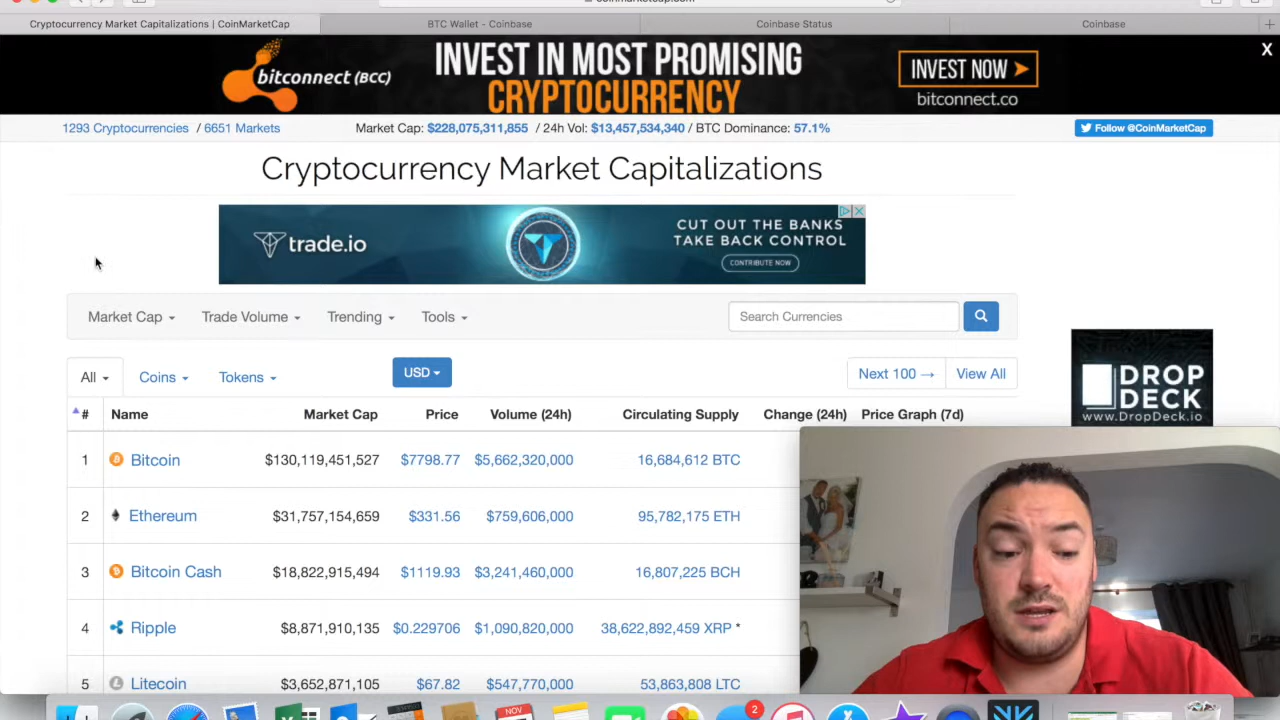 coinmarketcap.com
Cryptocurrency Market Capitalizations | CoinMarketCap
BTC Wallet - Coinbase
Coinbase Status
Coinbase
bitconnect (BCC)
INVEST IN MOST PROMISING
CRYPTOCURRENCY
INVEST NOW
bitconnect.co
X
1293 Cryptocurrencies / 6651 Markets
Market Cap: $228,075,311,855 / 24h Vol: $13,457,534,340 / BTC Dominance: 57.1%
Follow @CoinMarketCap
Cryptocurrency Market Capitalizations
trade.io
CUT OUT THE BANKS
TAKE BACK CONTROL
CONTRIBUTE NOW
Market Cap
Trade Volume
Trending
Tools
Search Currencies
All
Coins
Tokens
USD
Next 100 →
View All
DROP
DECK
www.DropDeck.io
# Name Market Cap Price Volume (24h) Circulating Supply Change (24h) Price Graph (7d)
1 Bitcoin $130,119,451,527 $7798.77 $5,662,320,000 16,684,612 BTC
2 Ethereum $31,757,154,659 $331.56 $759,606,000 95,782,175 ETH
3 Bitcoin Cash $18,822,915,494 $1119.93 $3,241,460,000 16,807,225 BCH
4 Ripple $8,871,910,135 $0.229706 $1,090,820,000 38,622,892,459 XRP *
5 Litecoin $3,652,871,105 $67.82 $547,770,000 53,863,808 LTC
NOV
2